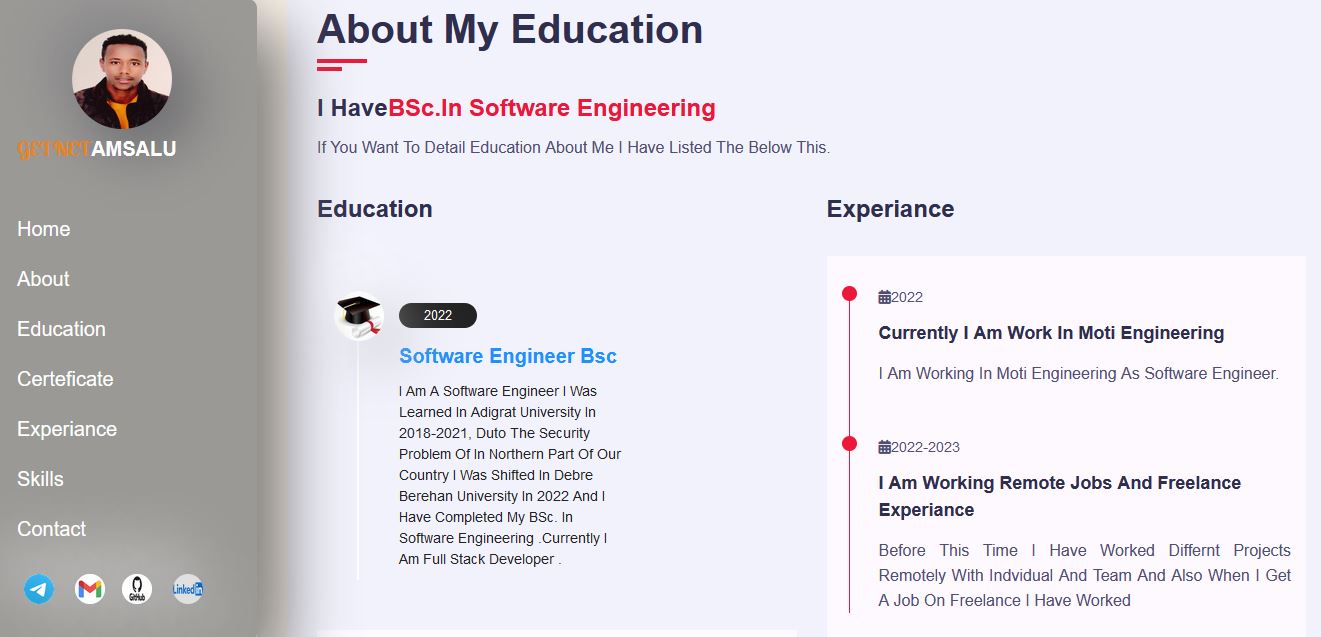 GETNETAMSALU
Home
About
Education
Certeficate
Experiance
Skills
Contact
GitHub
Linkedin
About My Education
I HaveBSc.In Software Engineering
If You Want To Detail Education About Me I Have Listed The Below This.
Education
2022
Software Engineer Bsc
I Am A Software Engineer I Was
Learned In Adigrat University In
2018-2021, Duto The Security
Problem Of In Northern Part Of Our
Country I Was Shifted In Debre
Berehan University In 2022 And I
Have Completed My BSc. In
Software Engineering .Currently I
Am Full Stack Developer .
Experiance
2022
Currently I Am Work In Moti Engineering
I Am Working In Moti Engineering As Software Engineer.
2022-2023
I Am Working Remote Jobs And Freelance
Experiance
Before This Time I Have Worked Differnt Projects
Remotely With Indvidual And Team And Also When I Get
A Job On Freelance I Have Worked